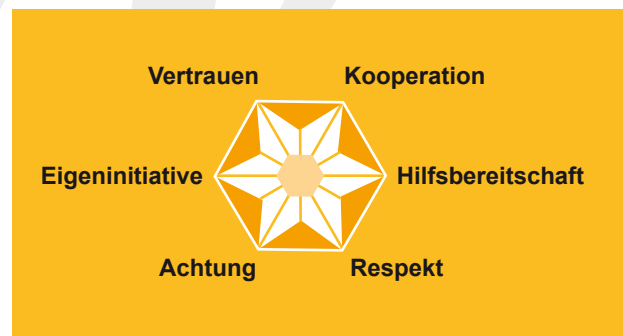 Vertrauen Kooperation
Eigeninitiative Hilfsbereitschaft
Achtung Respekt